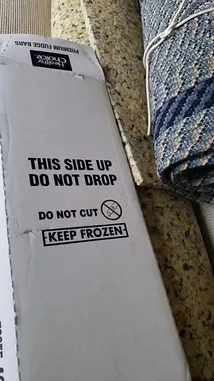 PREMIUM FUDGE BARS
Healthy
Choice
THIS SIDE UP
DO NOT DROP
DO NOT CUT
KEEP FROZEN